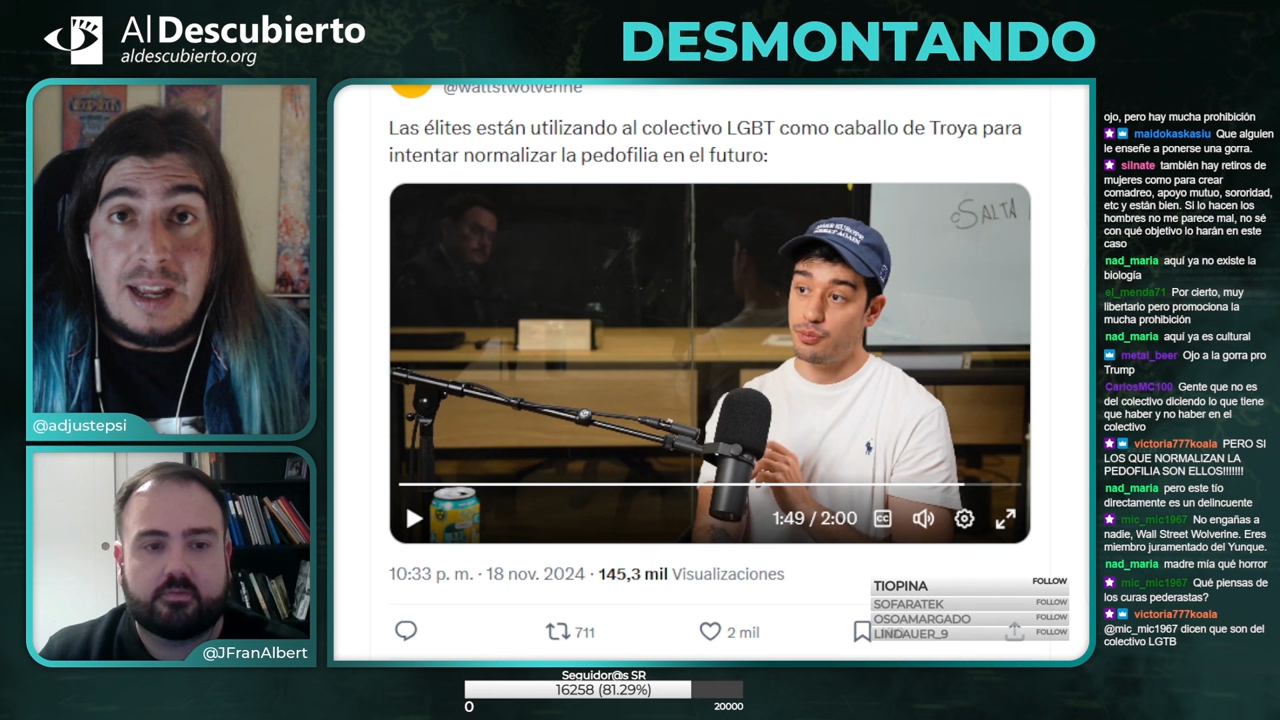 Al Descubierto
aldescubierto.org
DESMONTANDO
@adjustepsi
@JFranAlbert
@wattstwolverine
Las élites están utilizando al colectivo LGBT como caballo de Troya para
intentar normalizar la pedofilia en el futuro:
SALTA
1:49 / 2:00
CC
10:33 p. m. · 18 nov. 2024 · 145,3 mil Visualizaciones
711
2 mil
TIOPINA FOLLOW
SOFARATEK FOLLOW
OSOAMARGADO FOLLOW
LINDAUER_9 FOLLOW
ojo, pero hay mucha prohibición
maidokaskasiu Que alguien
le enseñe a ponerse una gorra.
silnate también hay retiros de
mujeres como para crear
comadreo, apoyo mutuo, sororidad,
etc y están bien. Si lo hacen los
hombres no me parece mal, no sé
con qué objetivo lo harán en este
caso
nad_maria aquí ya no existe la
biología
el_menda71 Por cierto, muy
libertario pero promociona la
mucha prohibición
nad_maria aquí ya es cultural
metal_beer Ojo a la gorra pro
Trump
CarlosMC100 Gente que no es
del colectivo diciendo lo que tiene
que haber y no haber en el
colectivo
victoria777koala PERO SI
LOS QUE NORMALIZAN LA
PEDOFILIA SON ELLOS!!!!!!!
nad_maria pero este tío
directamente es un delincuente
mic_mic1967 No engañas a
nadie, Wall Street Wolverine. Eres
miembro juramentado del Yunque.
nad_maria madre mía qué horror
mic_mic1967 Qué piensas de
los curas pederastas?
victoria777koala
@mic_mic1967 dicen que son del
colectivo LGTB
Seguidor@s SR
16258 (81.29%)
0
20000